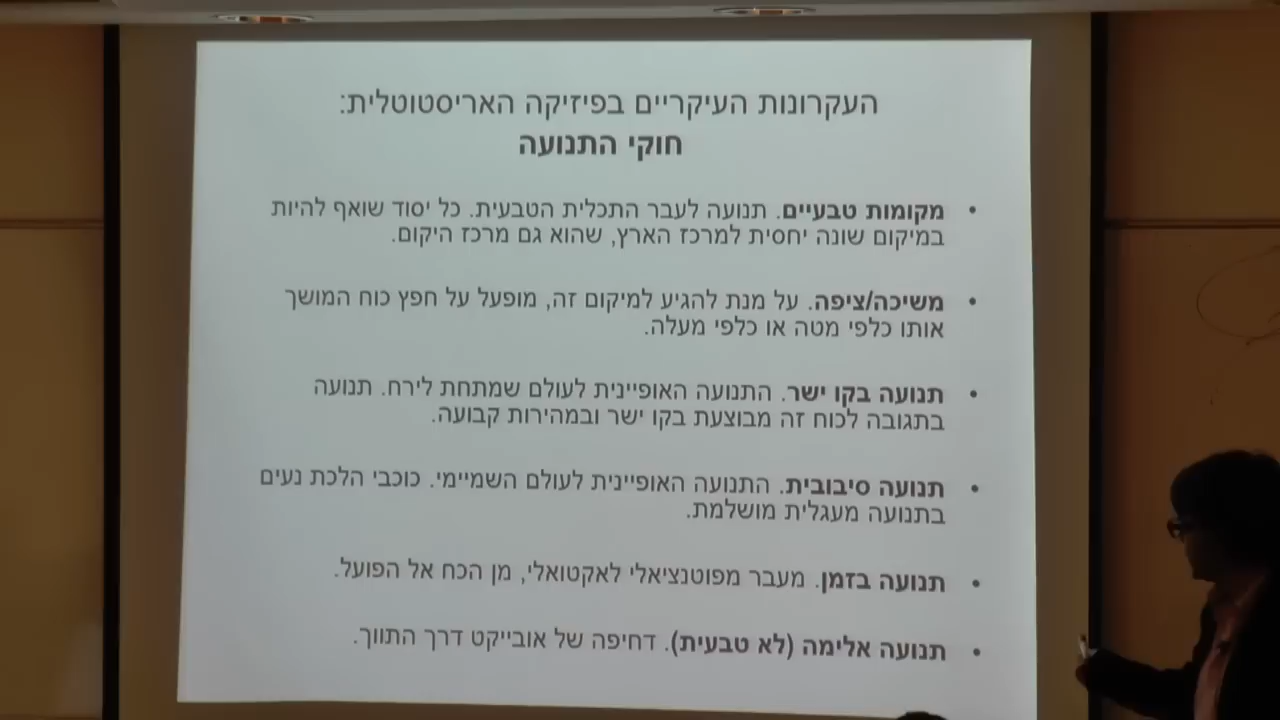 העקרונות העיקריים בפיזיקה האריסטוטלית:
חוקי התנועה
• מקומות טבעיים. תנועה לעבר התכלית הטבעית. כל יסוד שואף להיות
במיקום שונה יחסית למרכז הארץ, שהוא גם מרכז היקום.
• משיכה/ציפה. על מנת להגיע למיקום זה, מופעל על חפץ כוח המושך
אותו כלפי מטה או כלפי מעלה.
• תנועה בקו ישר. התנועה האופיינית לעולם שמתחת לירח. תנועה
בתגובה לכוח זה מבוצעת בקו ישר ובמהירות קבועה.
• תנועה סיבובית. התנועה האופיינית לעולם השמיימי. כוכבי הלכת נעים
בתנועה מעגלית מושלמת.
• תנועה בזמן. מעבר מפוטנציאלי לאקטואלי, מן הכח אל הפועל.
• תנועה אלימה (לא טבעית). דחיפה של אובייקט דרך התווך.